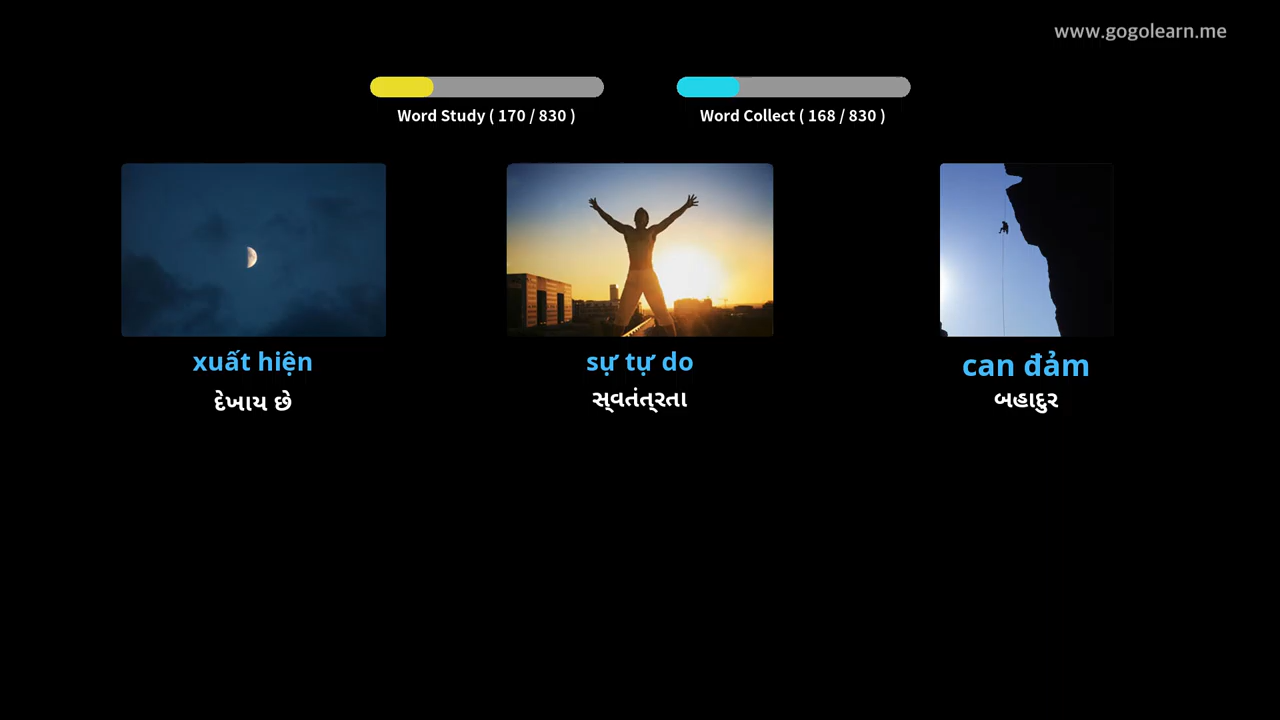 www.gogolearn.me
Word Study ( 170 / 830 )
Word Collect ( 168 / 830 )
xuất hiện
દેખાય છે
sự tự do
સ્વતંત્રતા
can đảm
બહાદુર